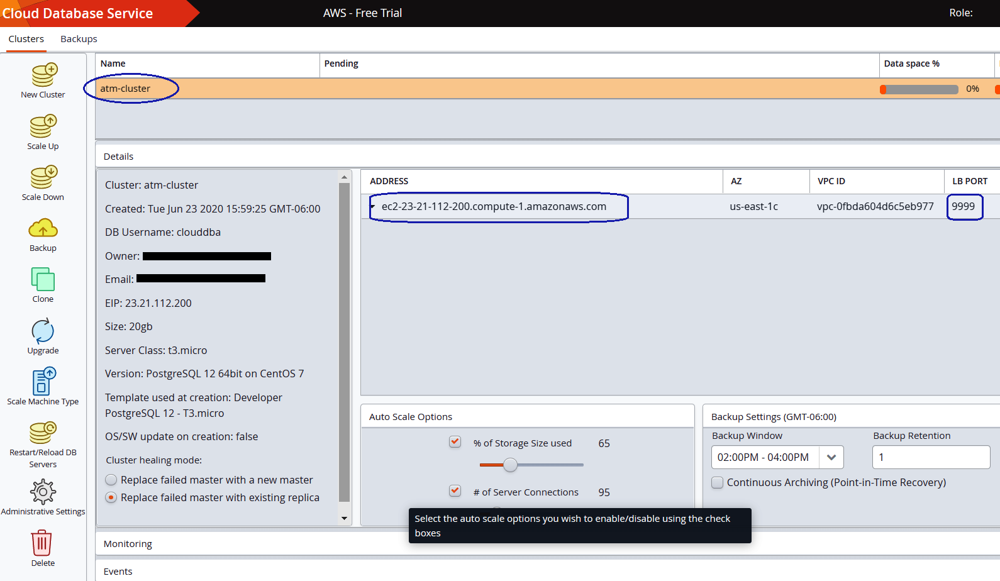 Cloud Database Service
AWS - Free Trial
Role:
Clusters
Backups
New Cluster
Scale Up
Scale Down
Backup
Clone
Upgrade
Scale Machine Type
Restart/Reload DB
Servers
Administrative Settings
Delete
Name
Pending
Data space %
atm-cluster
0%
Details
Cluster: atm-cluster
Created: Tue Jun 23 2020 15:59:25 GMT-06:00
DB Username: clouddba
Owner:
Email:
EIP: 23.21.112.200
Size: 20gb
Server Class: t3.micro
Version: PostgreSQL 12 64bit on CentOS 7
Template used at creation: Developer
PostgreSQL 12 - T3.micro
OS/SW update on creation: false
Cluster healing mode:
Replace failed master with a new master
Replace failed master with existing replica
ADDRESS
AZ
VPC ID
LB PORT
ec2-23-21-112-200.compute-1.amazonaws.com
us-east-1c
vpc-0fbda604d6c5eb977
9999
Auto Scale Options
% of Storage Size used
65
# of Server Connections
95
Select the auto scale options you wish to enable/disable using the check
boxes
Backup Settings (GMT-06:00)
Backup Window
Backup Retention
02:00PM - 04:00PM
1
Continuous Archiving (Point-in-Time Recovery)
Monitoring
Events